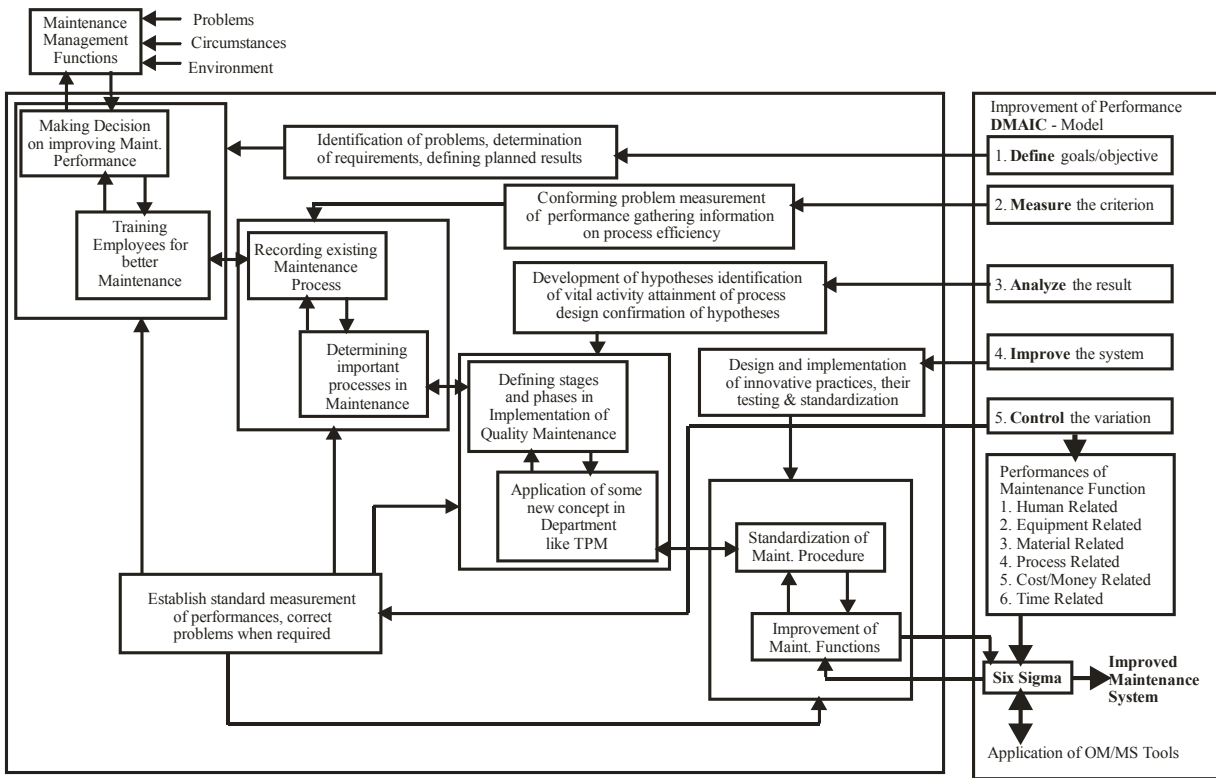 Maintenance
Management
Functions
Problems
Circumstances
Environment
Making Decision
on improving Maint.
Performance
Training
Employees for
better
Maintenance
Identification of problems, determination
of requirements, defining planned results
Conforming problem measurement
of performance gathering information
on process efficiency
Recording existing
Maintenance
Process
Determining
important
processes in
Maintenance
Development of hypotheses identification
of vital activity attainment of process
design confirmation of hypotheses
Defining stages
and phases in
Implementation of
Quality Maintenance
Application of some
new concept in
Department
like TPM
Design and implementation
of innovative practices, their
testing & standardization
Standardization of
Maint. Procedure
Improvement of
Maint. Functions
Establish standard measurement
of performances, correct
problems when required
Improvement of Performance
DMAIC - Model
1. Define goals/objective
2. Measure the criterion
3. Analyze the result
4. Improve the system
5. Control the variation
Performances of
Maintenance Function
1. Human Related
2. Equipment Related
3. Material Related
4. Process Related
5. Cost/Money Related
6. Time Related
Six Sigma
Improved
Maintenance
System
Application of OM/MS Tools